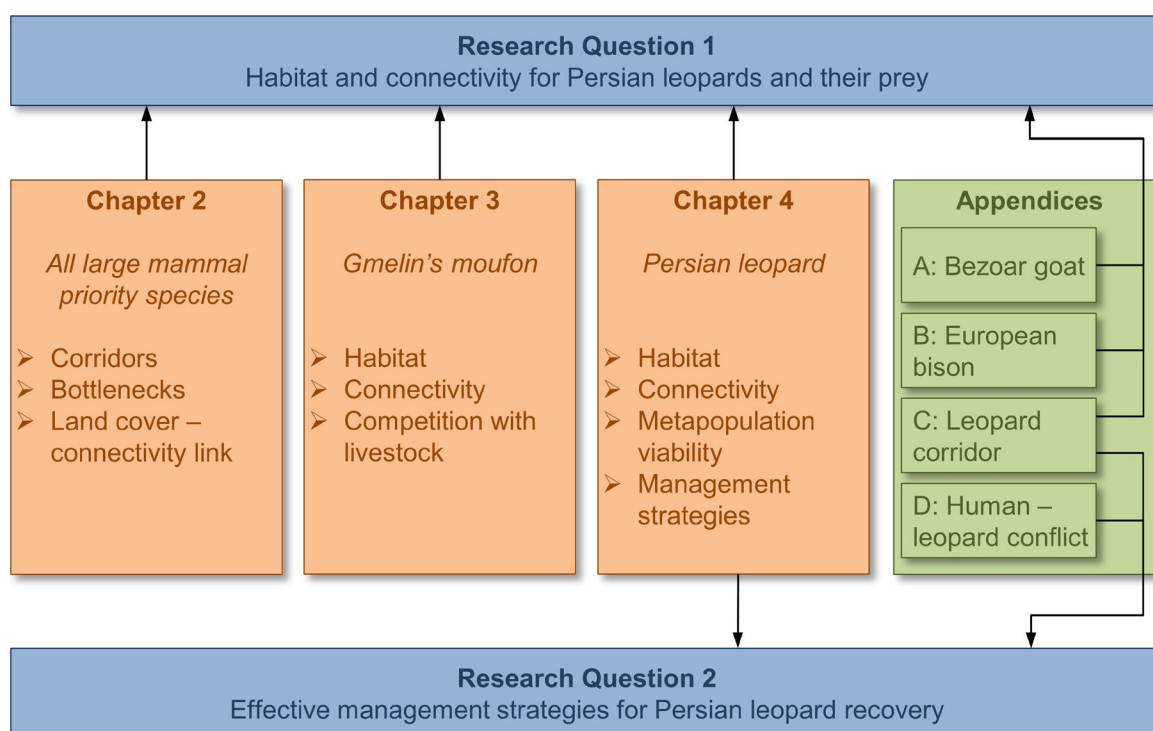 Research Question 1
Habitat and connectivity for Persian leopards and their prey
Chapter 2
All large mammal
priority species
➢ Corridors
➢ Bottlenecks
➢ Land cover –
connectivity link
Chapter 3
Gmelin's moufon
➢ Habitat
➢ Connectivity
➢ Competition with
livestock
Chapter 4
Persian leopard
➢ Habitat
➢ Connectivity
➢ Metapopulation
viability
➢ Management
strategies
Appendices
A: Bezoar goat
B: European
bison
C: Leopard
corridor
D: Human –
leopard conflict
Research Question 2
Effective management strategies for Persian leopard recovery